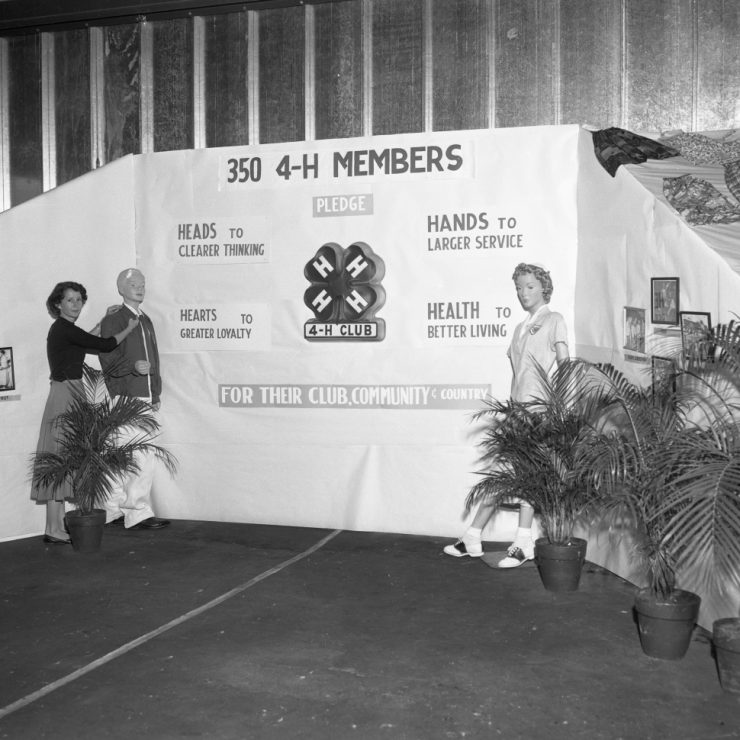 350 4-H MEMBERS
PLEDGE
HEADS TO
CLEARER THINKING
HANDS TO
LARGER SERVICE
H H
H H
4-H CLUB
HEARTS TO
GREATER LOYALTY
HEALTH TO
BETTER LIVING
FOR THEIR CLUB, COMMUNITY & COUNTRY